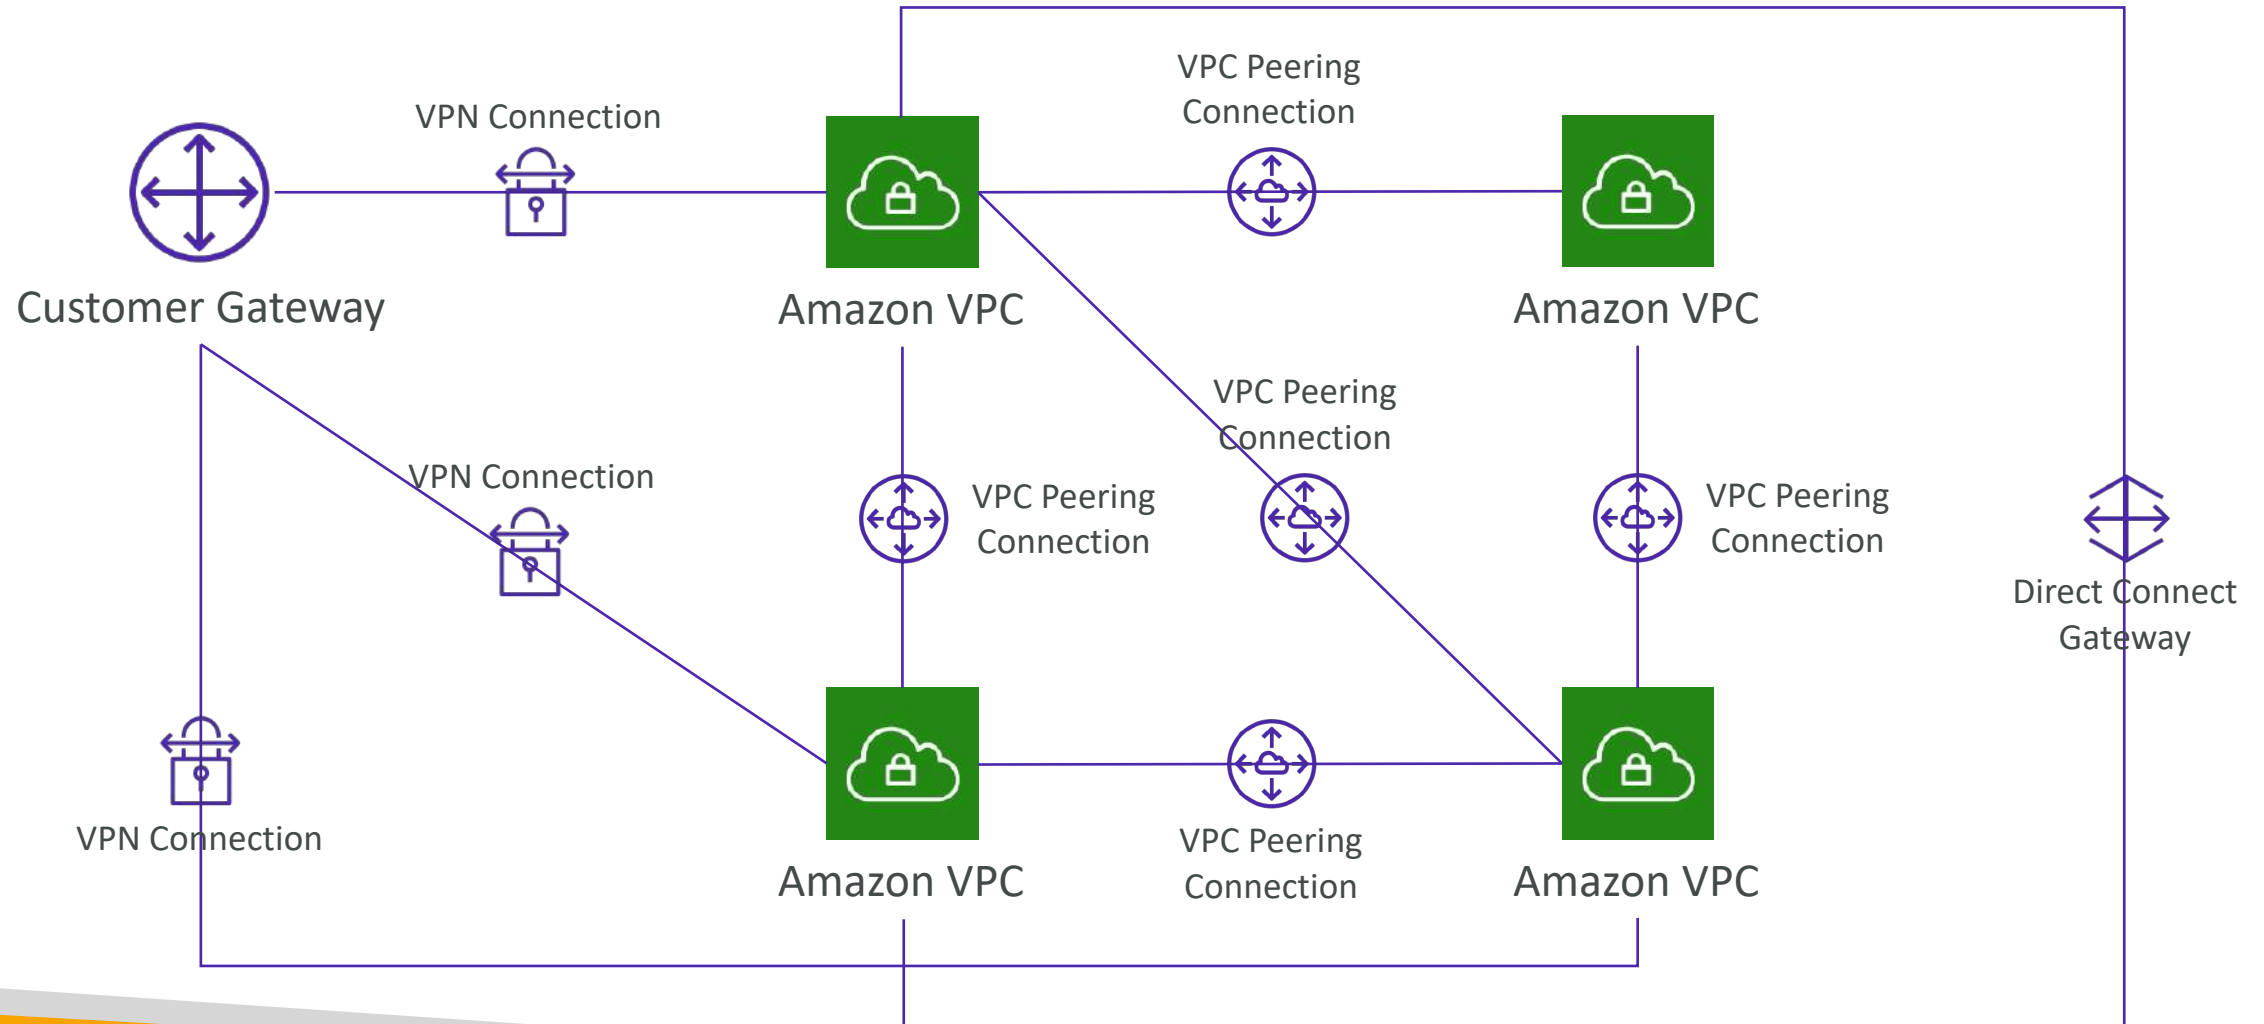 VPC Peering
Connection
VPN Connection
Customer Gateway
Amazon VPC
Amazon VPC
VPC Peering
Connection
VPN Connection
VPC Peering
Connection
VPC Peering
Connection
Direct Connect
Gateway
VPN Connection
VPC Peering
Connection
Amazon VPC
Amazon VPC